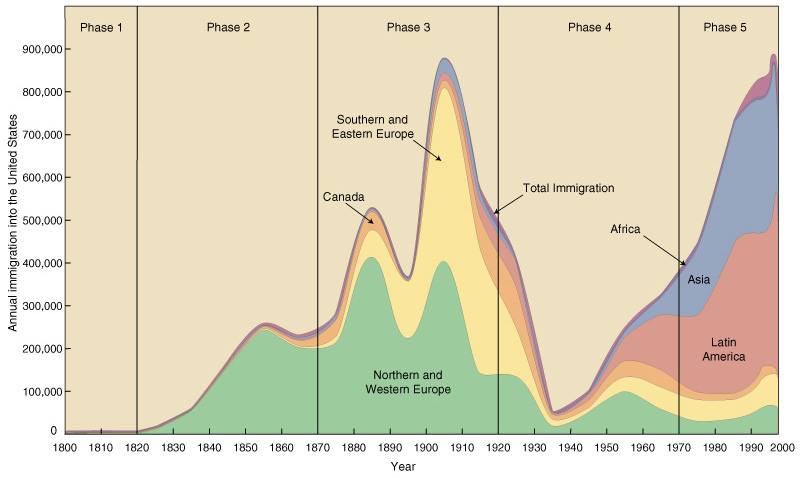 Phase 1
Phase 2
Phase 3
Phase 4
Phase 5
Annual immigration into the United States
900,000
800,000
700,000
600,000
500,000
400,000
300,000
200,000
100,000
0
Southern and
Eastern Europe
Canada
Total Immigration
Africa
Asia
Latin
America
Northern and
Western Europe
1800 1810 1820 1830 1840 1850 1860 1870 1880 1890 1900 1910 1920 1930 1940 1950 1960 1970 1980 1990 2000
Year